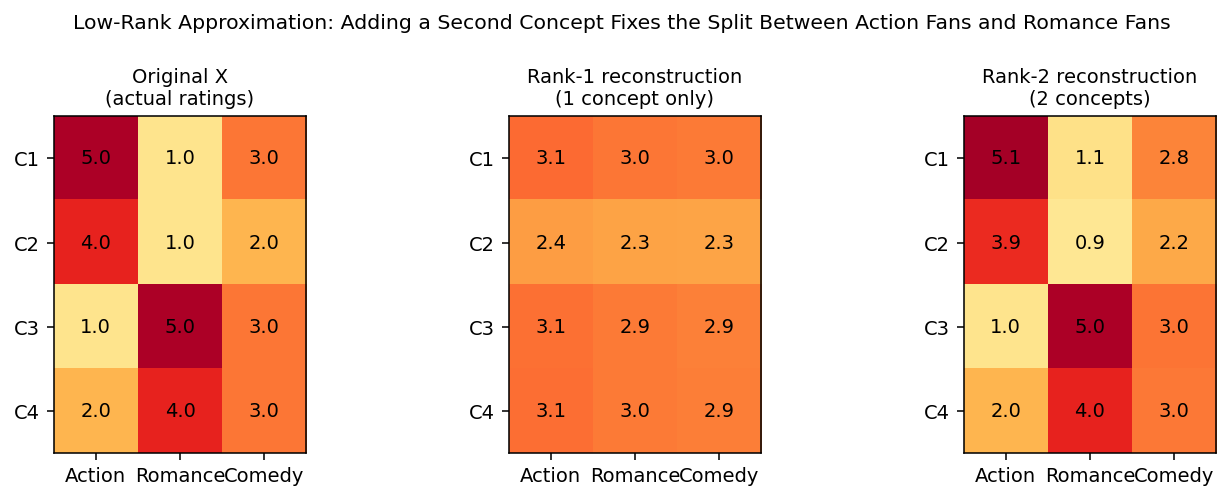 Low-Rank Approximation: Adding a Second Concept Fixes the Split Between Action Fans and Romance Fans
Original X
(actual ratings)
C1 5.0 1.0 3.0
C2 4.0 1.0 2.0
C3 1.0 5.0 3.0
C4 2.0 4.0 3.0
Action Romance Comedy
Rank-1 reconstruction
(1 concept only)
C1 3.1 3.0 3.0
C2 2.4 2.3 2.3
C3 3.1 2.9 2.9
C4 3.1 3.0 2.9
Action Romance Comedy
Rank-2 reconstruction
(2 concepts)
C1 5.1 1.1 2.8
C2 3.9 0.9 2.2
C3 1.0 5.0 3.0
C4 2.0 4.0 3.0
Action Romance Comedy